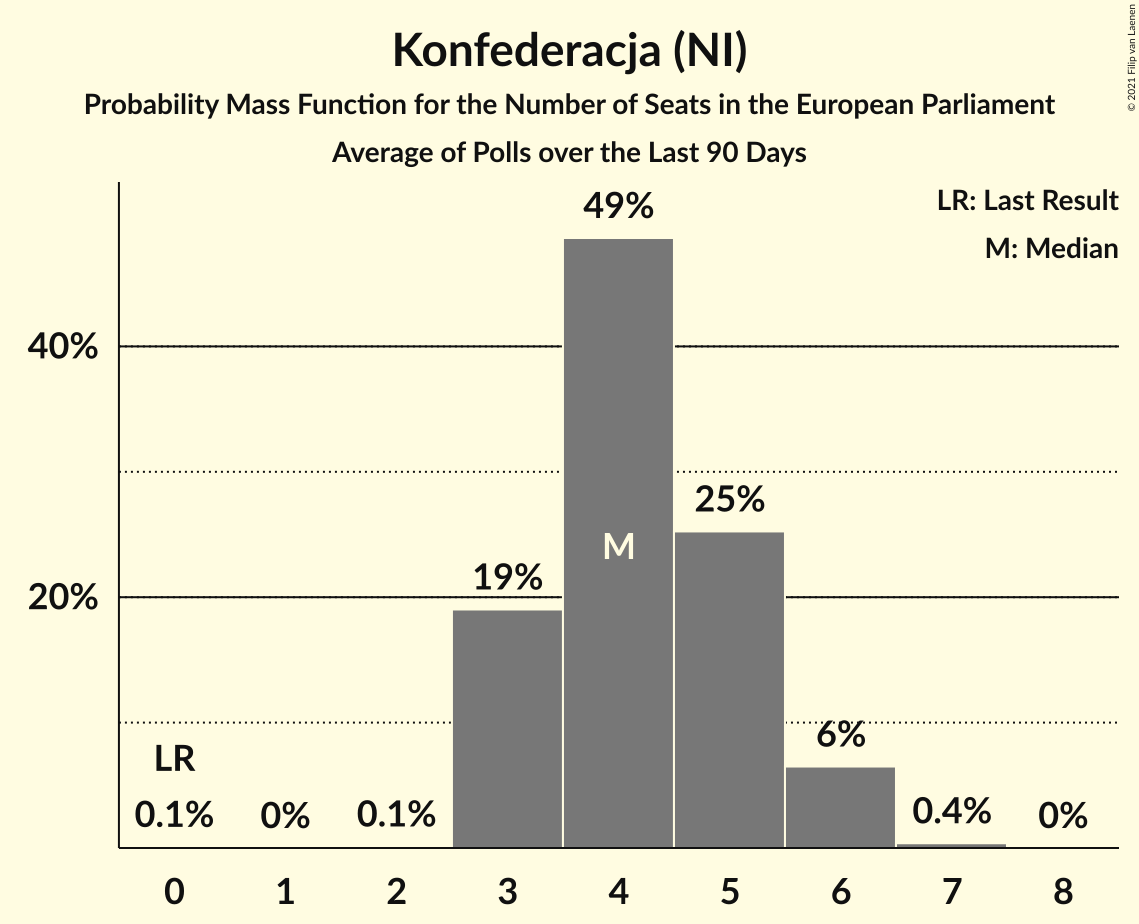 Konfederacja (NI)
Probability Mass Function for the Number of Seats in the European Parliament
Average of Polls over the Last 90 Days
© 2021 Filip van Laenen
LR: Last Result
M: Median
49%
40%
25%
M
19%
20%
6%
LR
0.1% 0% 0.1% 0.4% 0%
0 1 2 3 4 5 6 7 8